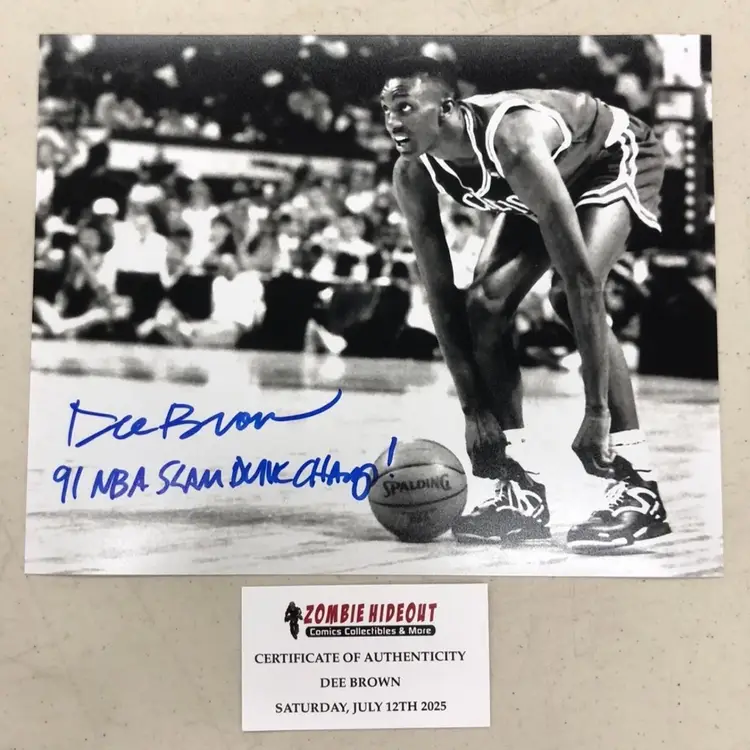 Dee Brown
91 NBA SLAM DUNK CHAMP!
SPALDING
ZOMBIE HIDEOUT
Comics Collectibles & More
CERTIFICATE OF AUTHENTICITY
DEE BROWN
SATURDAY, JULY 12TH 2025